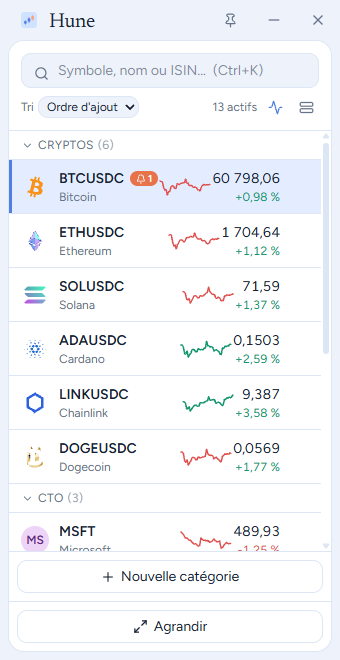 Hune
Symbole, nom ou ISIN... (Ctrl+K)
Tri Ordre d'ajout 13 actifs
CRYPTOS (6)
BTCUSDC 1 60 798,06
Bitcoin +0,98 %
ETHUSDC 1 704,64
Ethereum +1,12 %
SOLUSDC 71,59
Solana +1,37 %
ADAUSDC 0,1503
Cardano +2,59 %
LINKUSDC 9,387
Chainlink +3,58 %
DOGEUSDC 0,0569
Dogecoin +1,77 %
CTO (3)
MS MSFT 489,93
Microsoft -1,25 %
+ Nouvelle catégorie
Agrandir